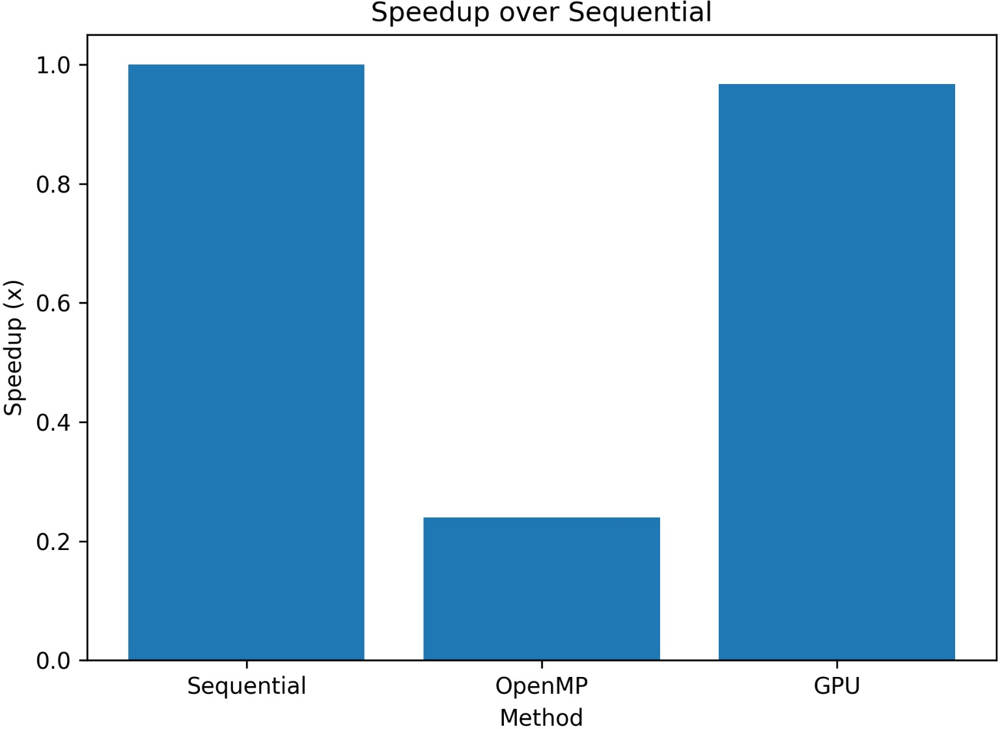 Speedup over Sequential
Speedup (x)
1.0
0.8
0.6
0.4
0.2
0.0
Sequential OpenMP GPU
Method